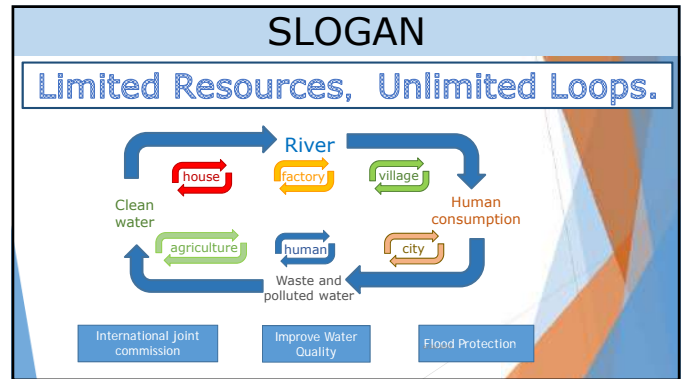 SLOGAN
Limited Resources, Unlimited Loops.
River
house
factory
village
Clean
water
Human
consumption
agriculture
human
city
Waste and
polluted water
International joint
commission
Improve Water
Quality
Flood Protection